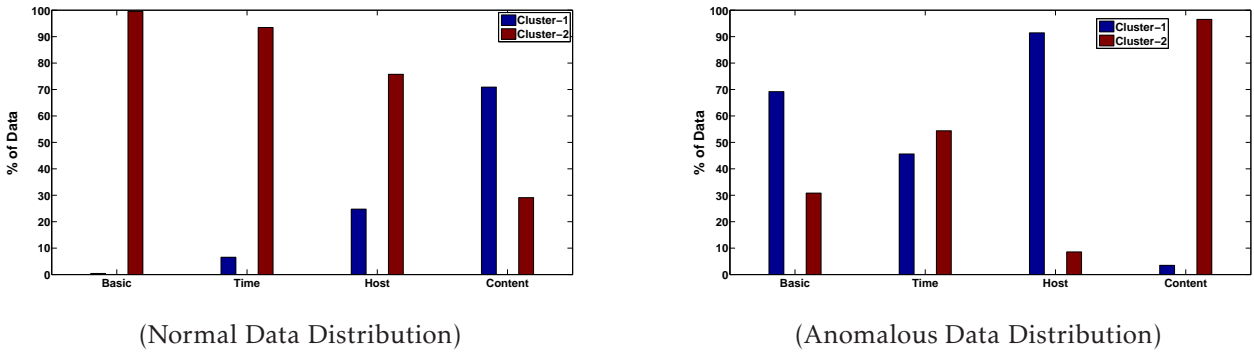 100
90
80
70
60
50
40
30
20
10
0
% of Data
Cluster−1
Cluster−2
Basic
Time
Host
Content
(Normal Data Distribution)
100
90
80
70
60
50
40
30
20
10
0
% of Data
Cluster−1
Cluster−2
Basic
Time
Host
Content
(Anomalous Data Distribution)